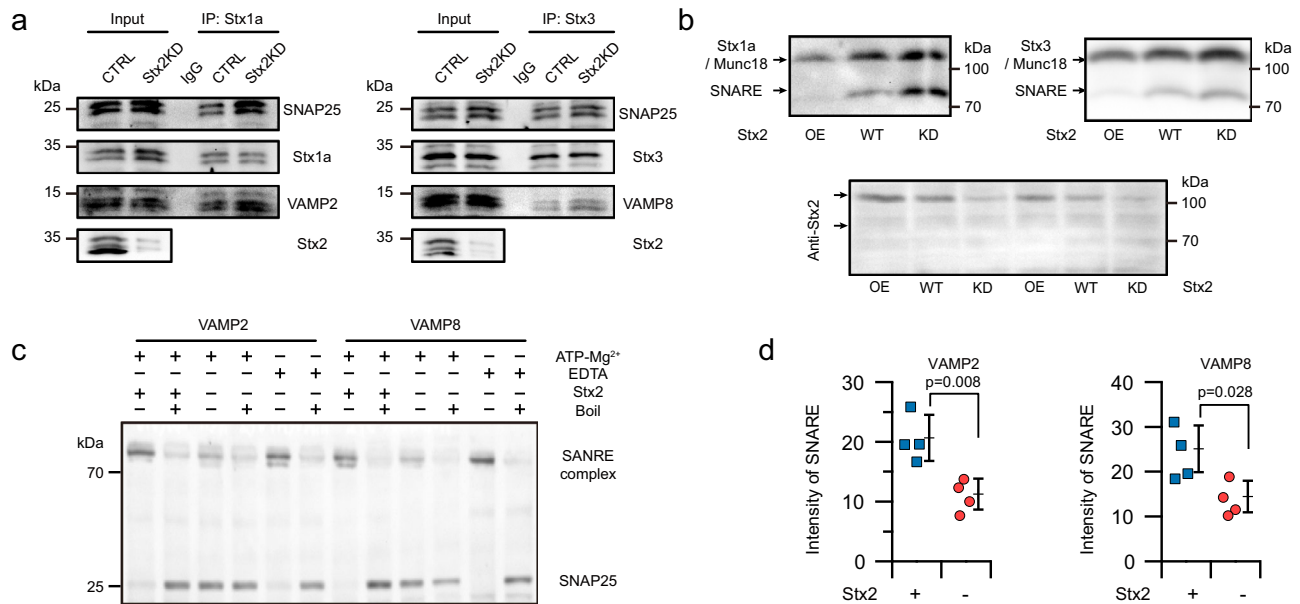 a
Input
IP: Stx1a
CTRL
Stx2KD
IgG
CTRL
Stx2KD
kDa
25
SNAP25
35
Stx1a
15
VAMP2
35
Stx2
Input
IP: Stx3
CTRL
Stx2KD
IgG
CTRL
Stx2KD
kDa
25
SNAP25
35
Stx3
15
VAMP8
35
Stx2
b
Stx1a
/ Munc18
SNARE
kDa
100
70
Stx2 OE WT KD
Stx3
/ Munc18
SNARE
kDa
100
70
Stx2 OE WT KD
Anti-Stx2
kDa
100
70
OE WT KD OE WT KD Stx2
c
VAMP2 VAMP8
+ + + + – – + + + + – – ATP-Mg²⁺
– – – – + + – – – – + + EDTA
+ + – – – – + + – – – – Stx2
– + – + – + – + – + – + Boil
kDa
70
SANRE
complex
25
SNAP25
d
VAMP2
p=0.008
Intensity of SNARE
30
20
10
0
Stx2 + -
VAMP8
p=0.028
Intensity of SNARE
40
30
20
10
0
Stx2 + -